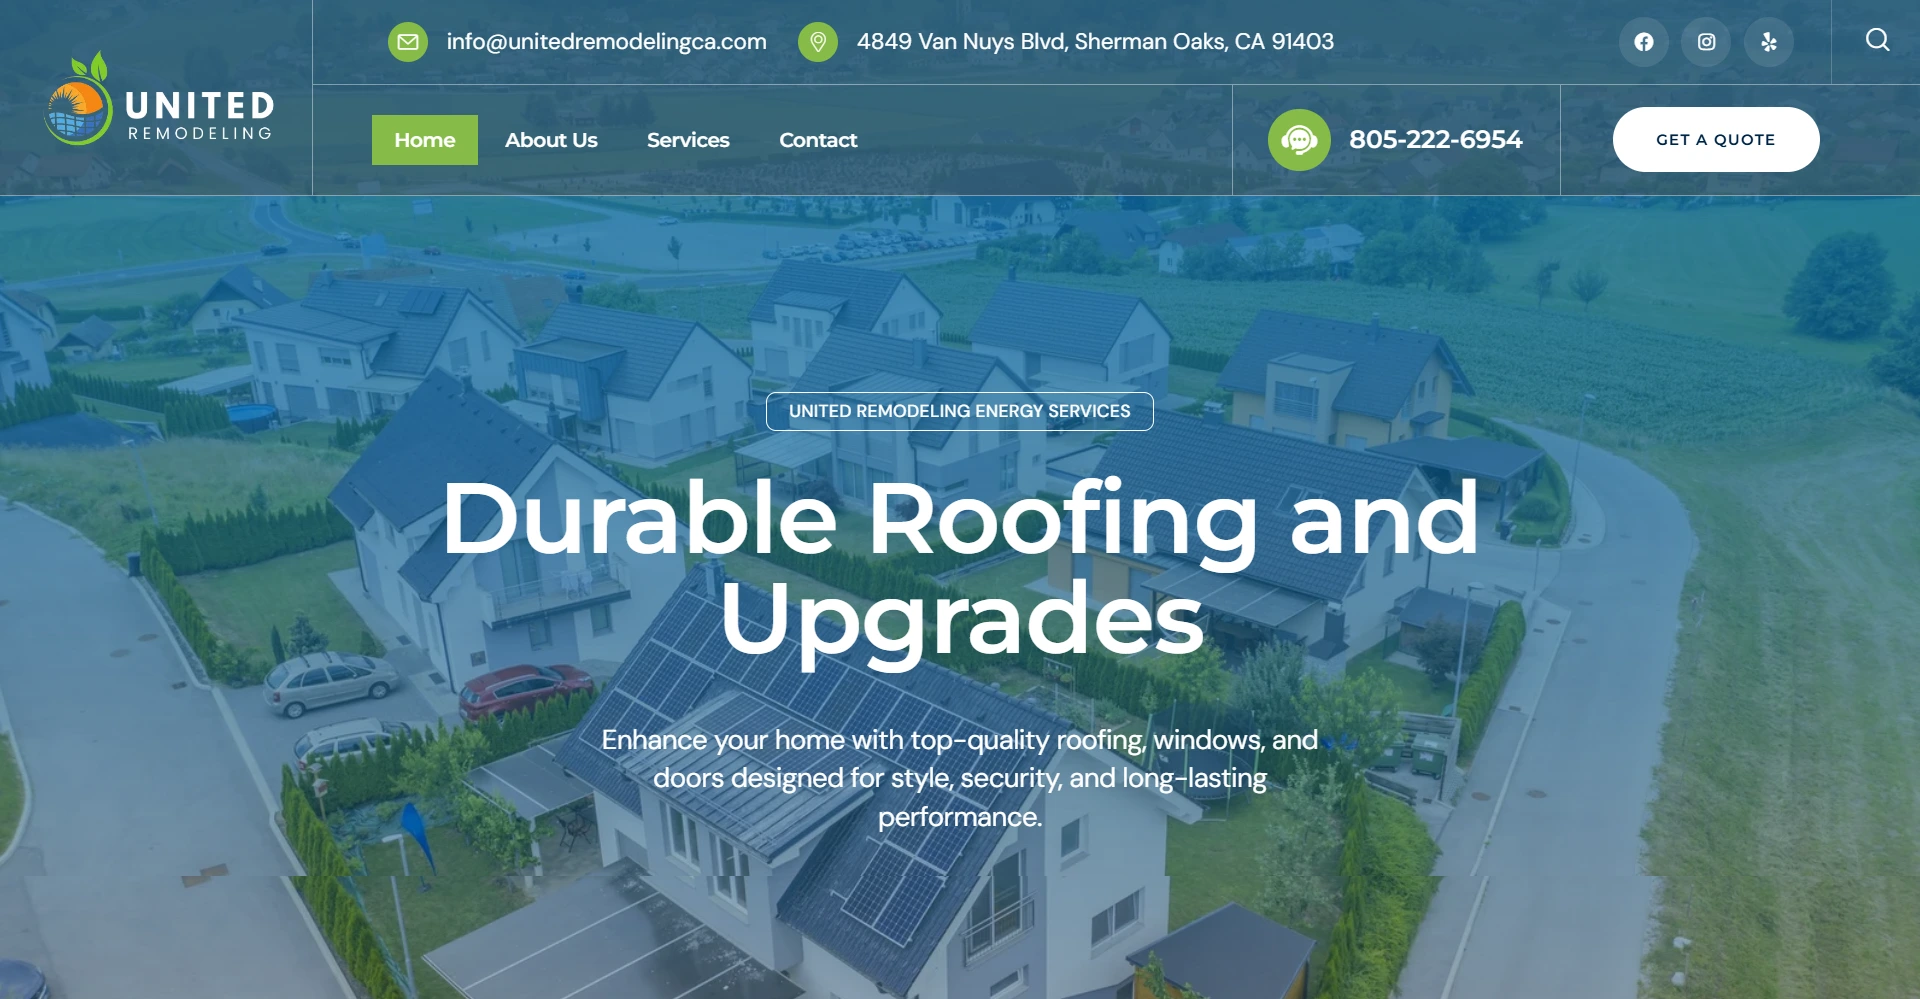 info@unitedremodelingca.com
4849 Van Nuys Blvd, Sherman Oaks, CA 91403
UNITED
REMODELING
Home
About Us
Services
Contact
805-222-6954
GET A QUOTE
UNITED REMODELING ENERGY SERVICES
Durable Roofing and
Upgrades
Enhance your home with top-quality roofing, windows, and
doors designed for style, security, and long-lasting
performance.